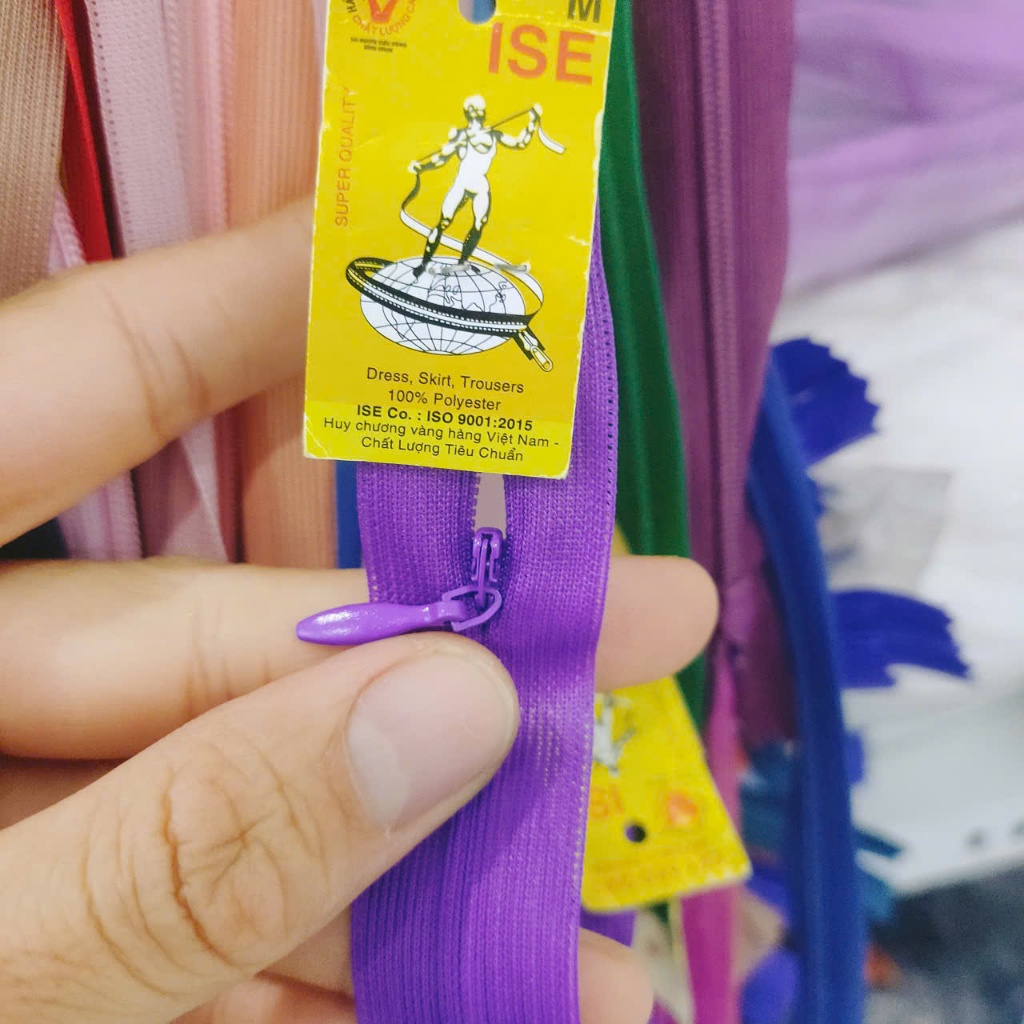 M
ISE
SUPER QUALITY
Dress, Skirt, Trousers
100% Polyester
ISE Co. : ISO 9001:2015
Huy chương vàng hàng Việt Nam -
Chất Lượng Tiêu Chuẩn